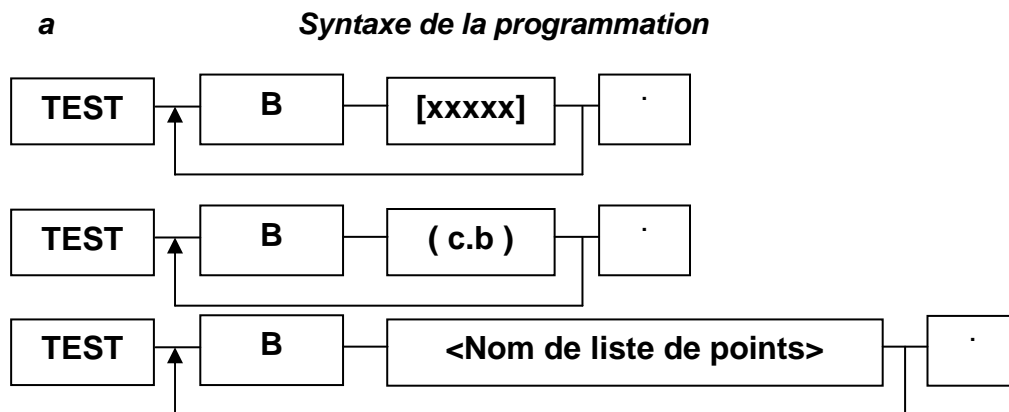 a Syntaxe de la programmation
TEST B [xxxxx] .
TEST B ( c.b ) .
TEST B <Nom de liste de points> .